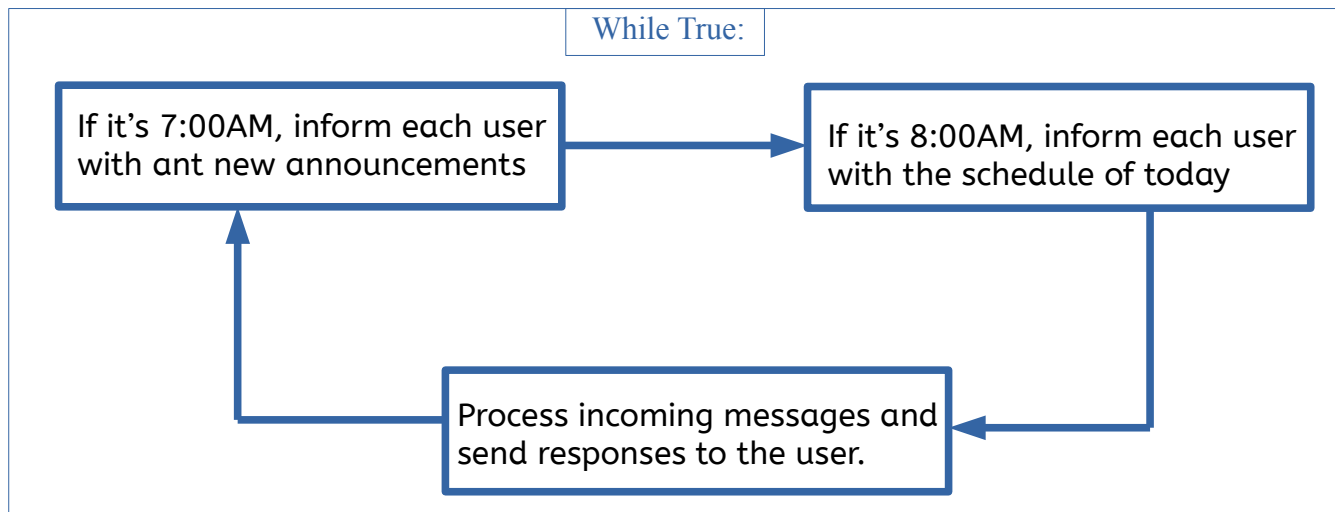 While True:
If it’s 7:00AM, inform each user
with ant new announcements
If it’s 8:00AM, inform each user
with the schedule of today
Process incoming messages and
send responses to the user.